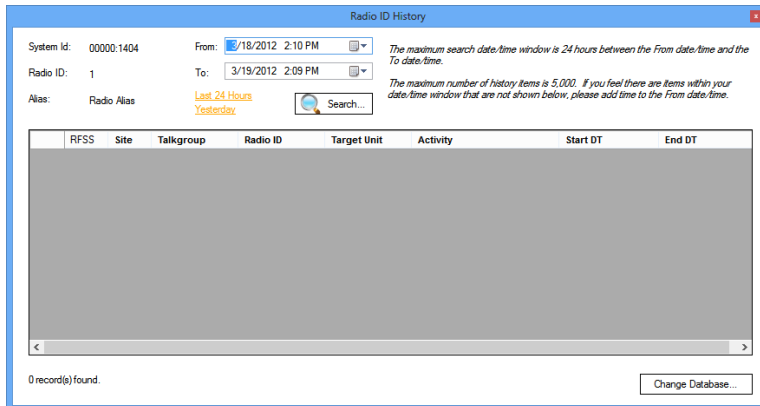 Radio ID History
x
System Id: 00000:1404
From: 3/18/2012 2:10 PM
The maximum search date/time window is 24 hours between the From date/time and the
To date/time.
Radio ID: 1
To: 3/19/2012 2:09 PM
The maximum number of history items is 5,000. If you feel there are items within your
date/time window that are not shown below, please add time to the From date/time.
Alias: Radio Alias
Last 24 Hours
Yesterday
Search...
RFSS Site Talkgroup Radio ID Target Unit Activity Start DT End DT
0 record(s) found.
Change Database...